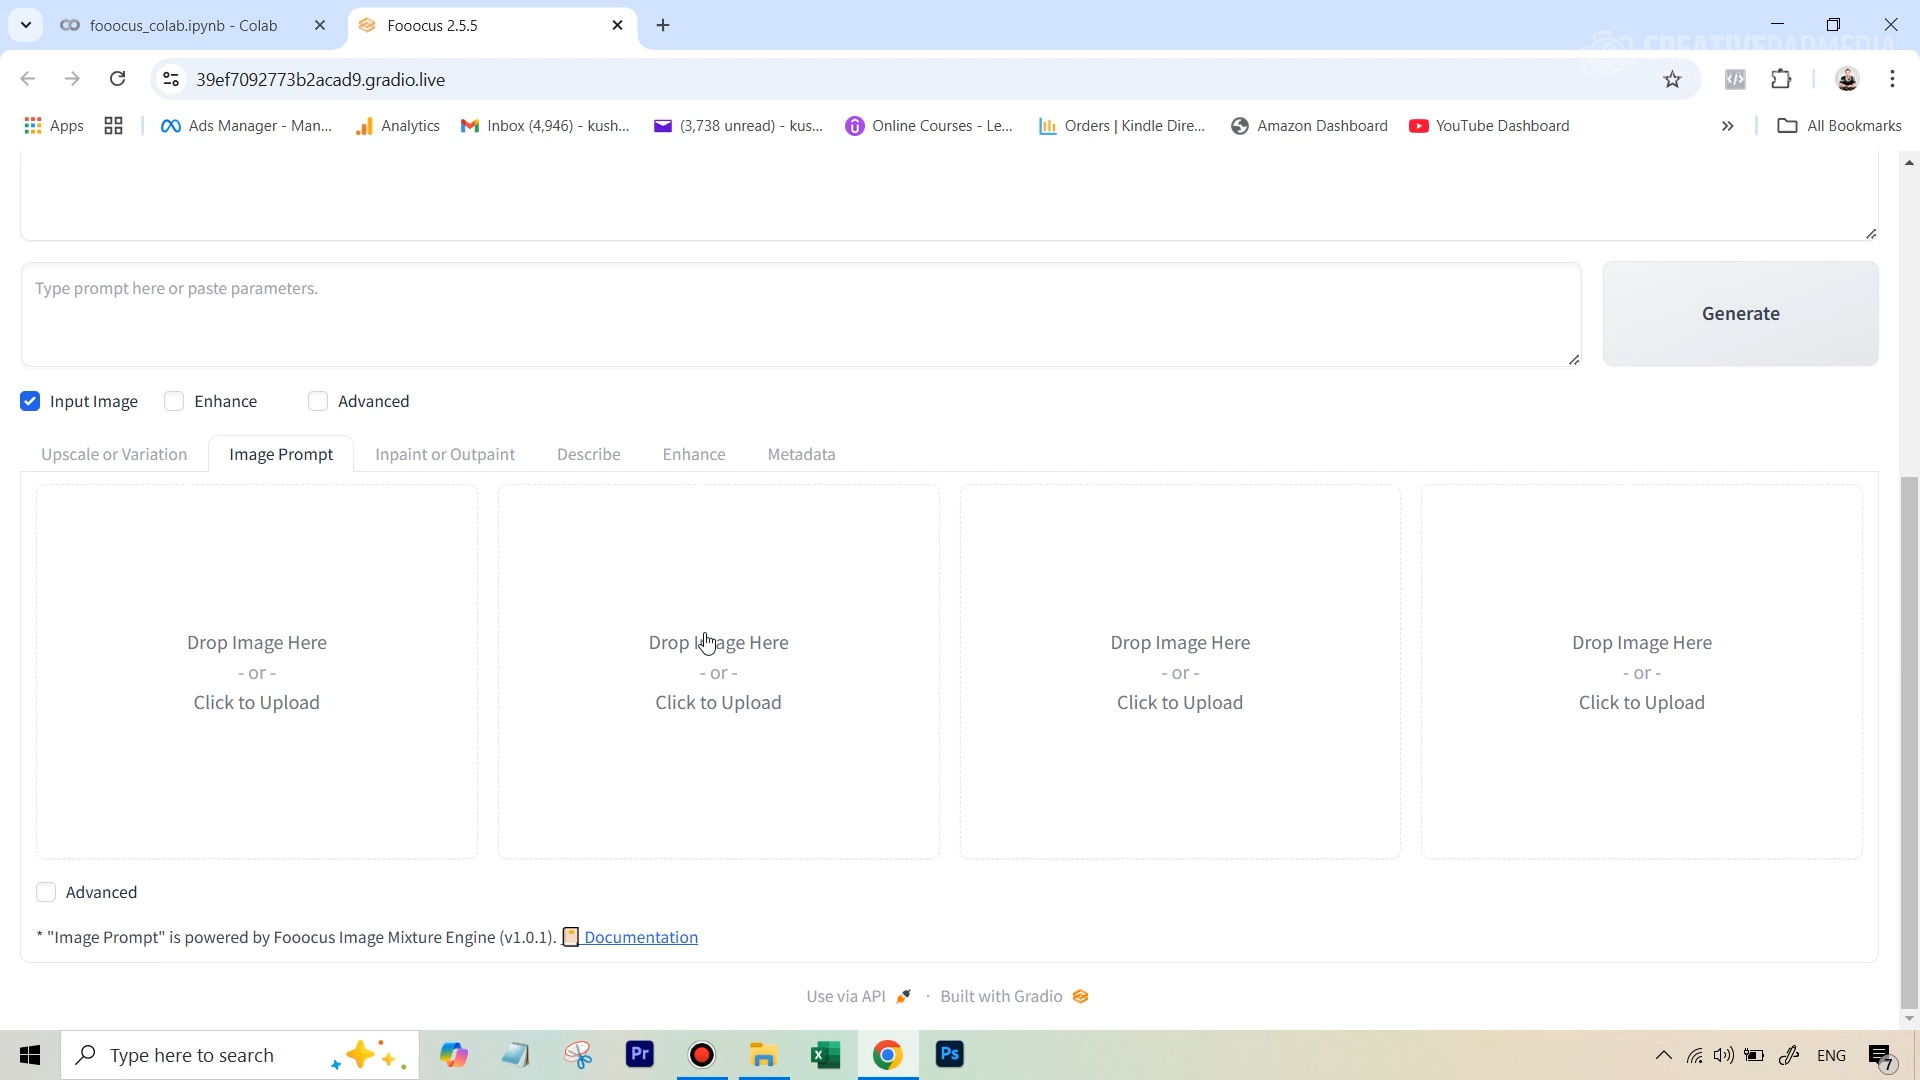 fooocus_colab.ipynb - Colab
Fooocus 2.5.5
CREATIVEPADMEDIA
39ef7092773b2acad9.gradio.live
Apps
Ads Manager - Man...
Analytics
Inbox (4,946) - kush...
(3,738 unread) - kus...
Online Courses - Le...
Orders | Kindle Dire...
Amazon Dashboard
YouTube Dashboard
»
All Bookmarks
Type prompt here or paste parameters.
Generate
Input Image
Enhance
Advanced
Upscale or Variation
Image Prompt
Inpaint or Outpaint
Describe
Enhance
Metadata
Drop Image Here
- or -
Click to Upload
Drop Image Here
- or -
Click to Upload
Drop Image Here
- or -
Click to Upload
Drop Image Here
- or -
Click to Upload
Advanced
* "Image Prompt" is powered by Fooocus Image Mixture Engine (v1.0.1). Documentation
Use via API · Built with Gradio
Type here to search
Pr
Ps
ENG
7